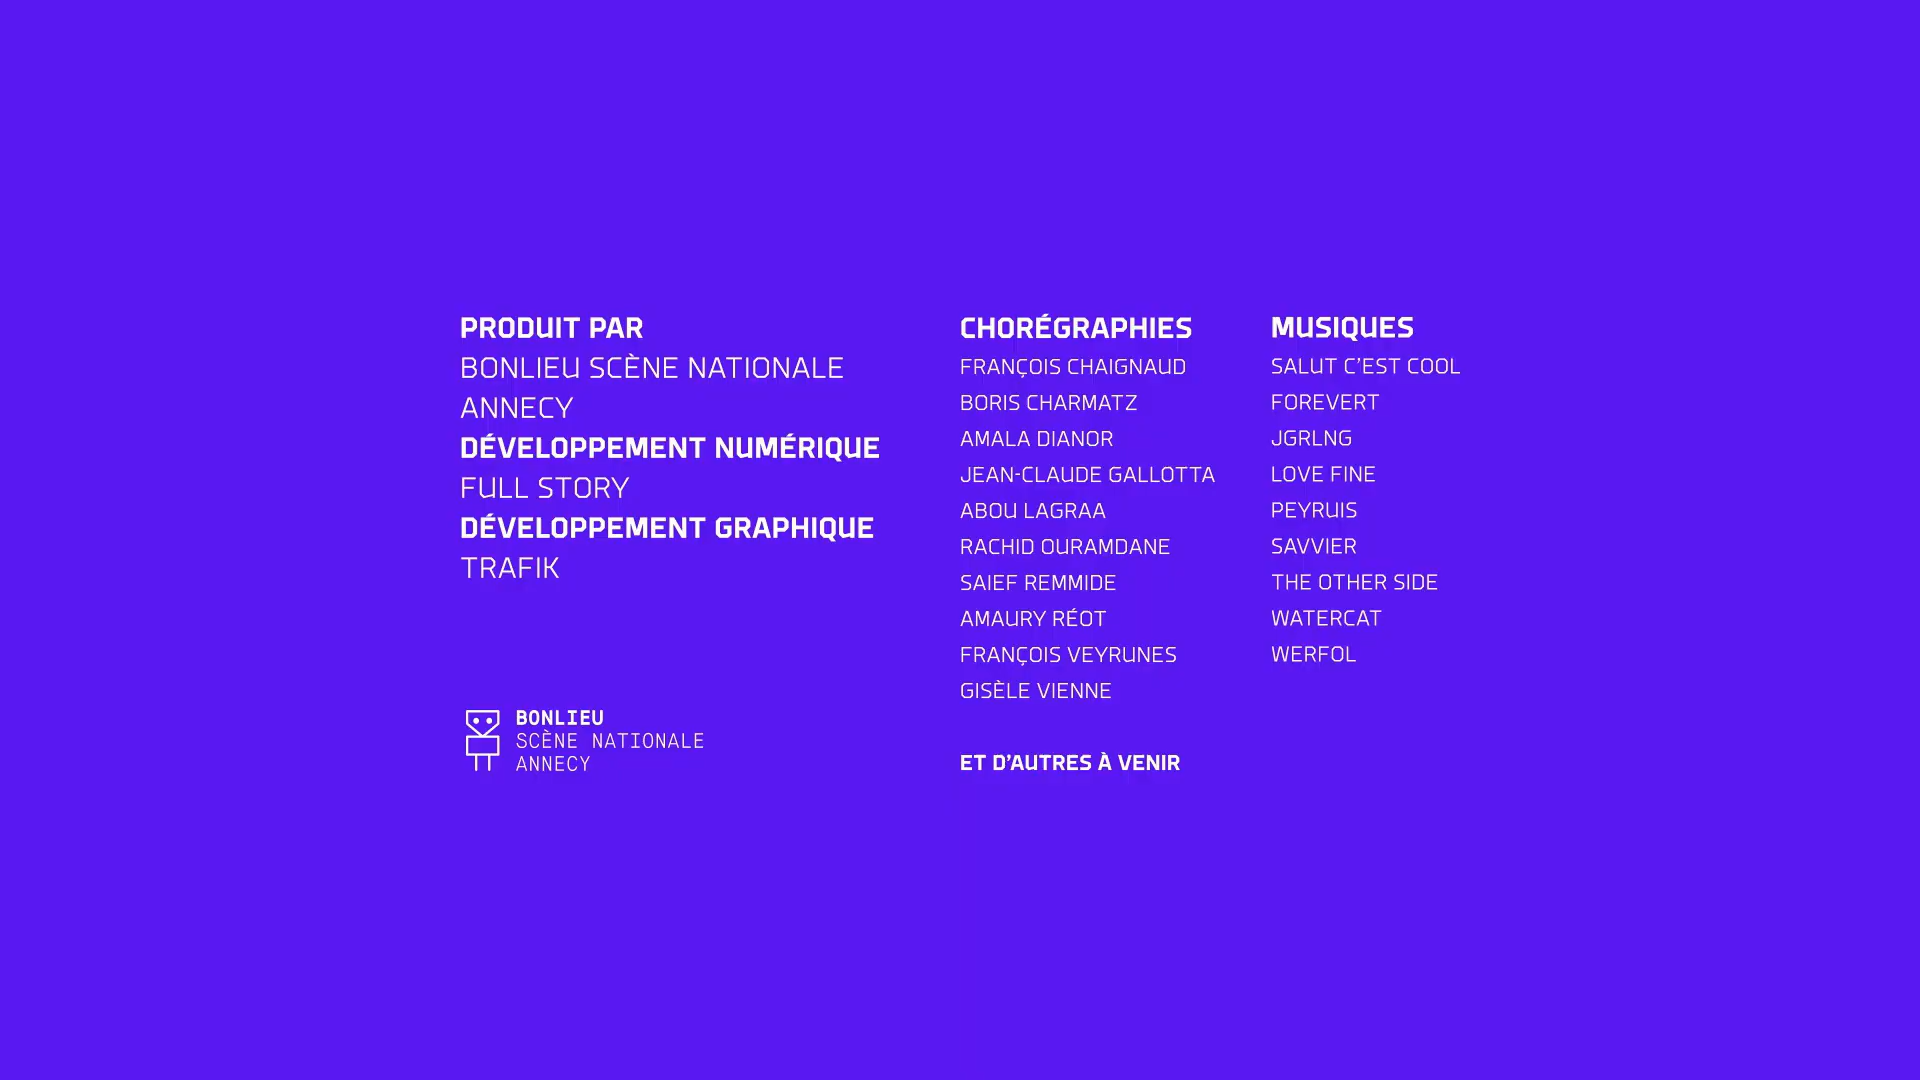 PRODUIT PAR
BONLIEU SCÈNE NATIONALE
ANNECY
DÉVELOPPEMENT NUMÉRIQUE
FULL STORY
DÉVELOPPEMENT GRAPHIQUE
TRAFIK
BONLIEU
SCÈNE NATIONALE
ANNECY
CHORÉGRAPHIES
FRANÇOIS CHAIGNAUD
BORIS CHARMATZ
AMALA DIANOR
JEAN-CLAUDE GALLOTTA
ABOU LAGRAA
RACHID OURAMDANE
SAIEF REMMIDE
AMAURY RÉOT
FRANÇOIS VEYRUNES
GISÈLE VIENNE
ET D’AUTRES À VENIR
MUSIQUES
SALUT C’EST COOL
FOREVERT
JGRLNG
LOVE FINE
PEYRUIS
SAVVIER
THE OTHER SIDE
WATERCAT
WERFOL